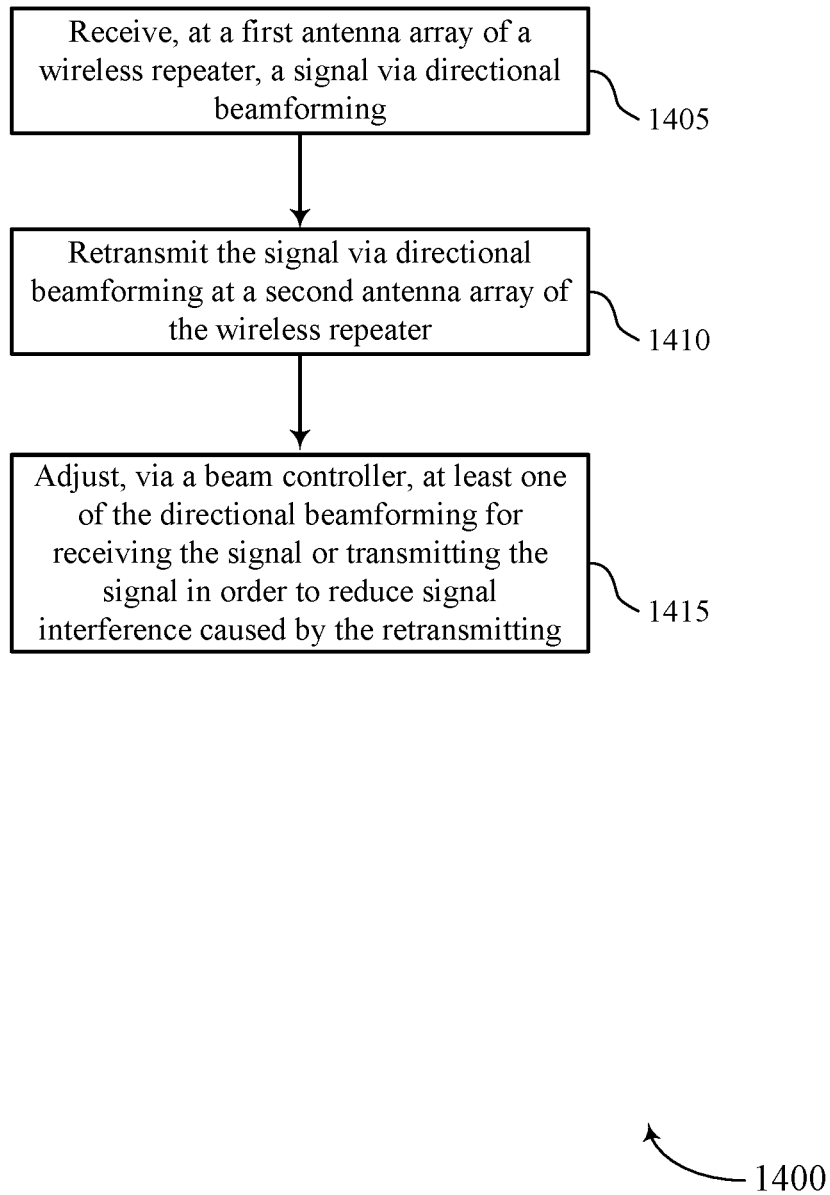 Receive, at a first antenna array of a
wireless repeater, a signal via directional
beamforming
1405
Retransmit the signal via directional
beamforming at a second antenna array of
the wireless repeater
1410
Adjust, via a beam controller, at least one
of the directional beamforming for
receiving the signal or transmitting the
signal in order to reduce signal
interference caused by the retransmitting
1415
1400